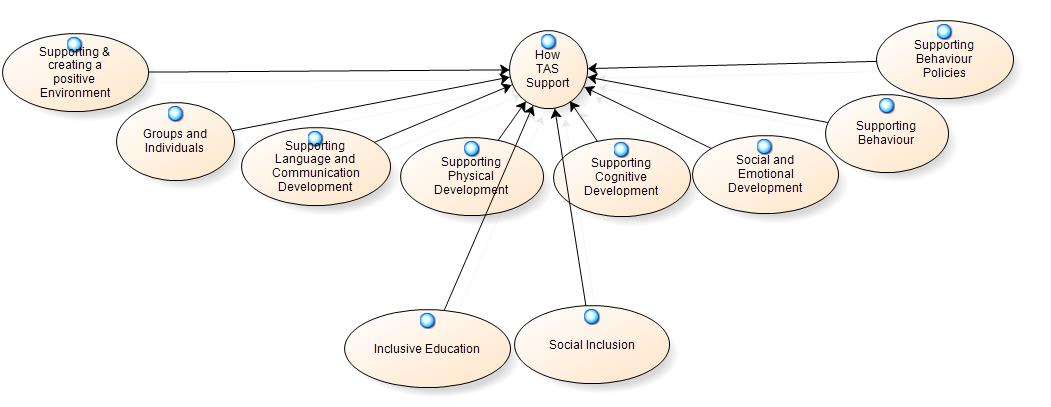 Supporting &
creating a
positive
Environment
How
TAS
Support
Supporting
Behaviour
Policies
Groups and
Individuals
Supporting
Language and
Communication
Development
Supporting
Physical
Development
Supporting
Cognitive
Development
Social and
Emotional
Development
Supporting
Behaviour
Inclusive Education
Social Inclusion